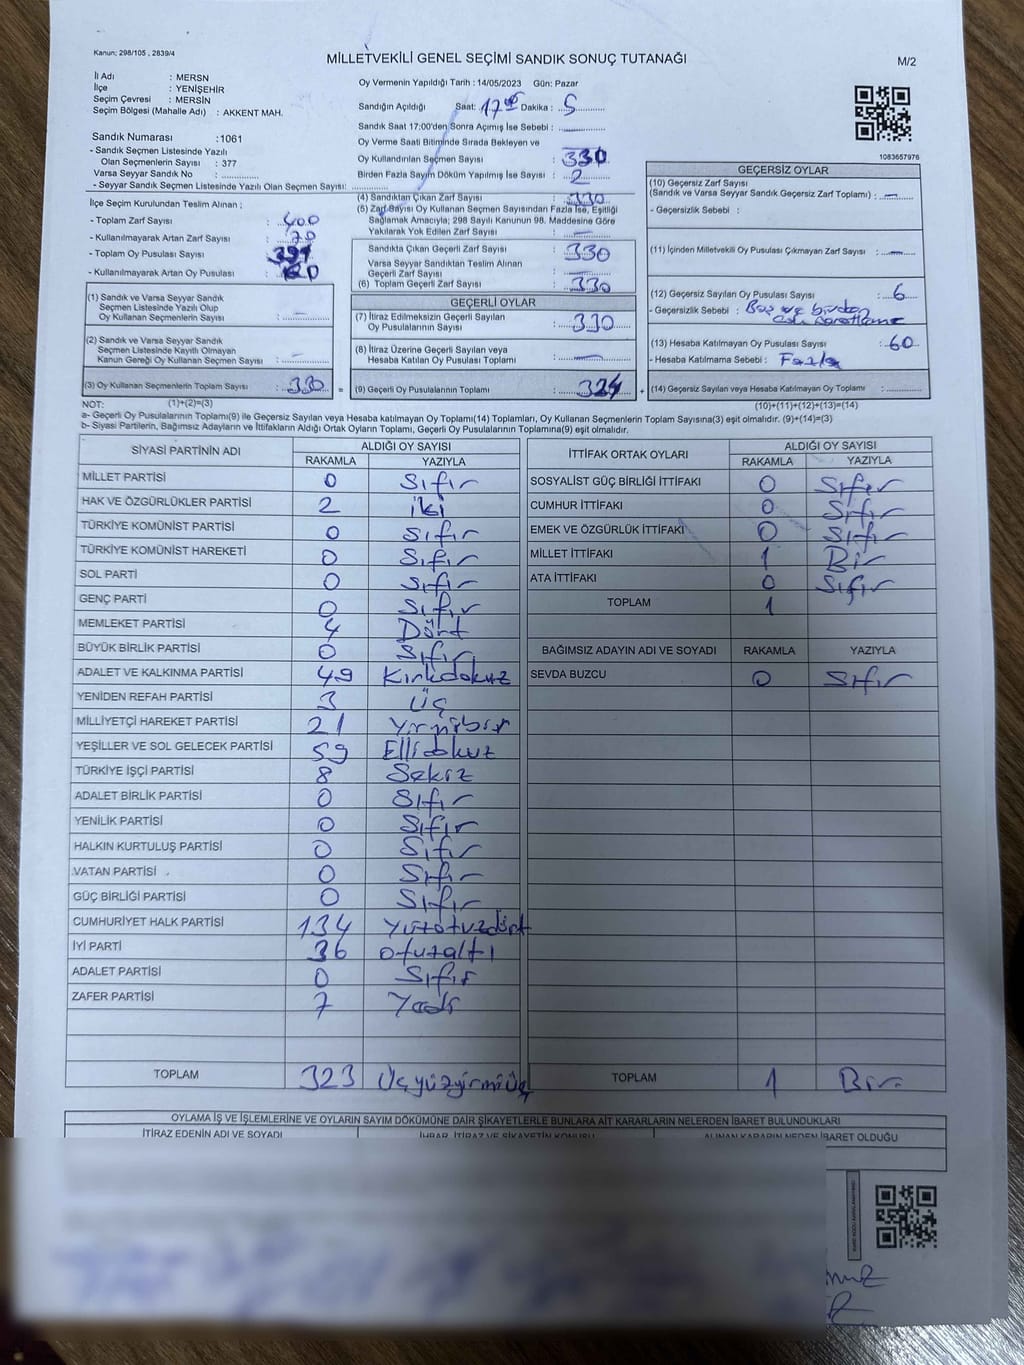 Kanun; 298/105 , 2839/4
MİLLETVEKİLİ GENEL SEÇİMİ SANDIK SONUÇ TUTANAĞI
M/2
İl Adı : MERSN
İlçe : YENİŞEHİR
Seçim Çevresi : MERSİN
Seçim Bölgesi (Mahalle Adı) : AKKENT MAH.
Sandık Numarası :1061
- Sandık Seçmen Listesinde Yazılı
Olan Seçmenlerin Sayısı : 377
Varsa Seyyar Sandık No :
- Seyyar Sandık Seçmen Listesinde Yazılı Olan Seçmen Sayısı:
Oy Vermenin Yapıldığı Tarih : 14/05/2023 Gün: Pazar
Sandığın Açıldığı Saat: 17 Dakika : 5
Sandık Saat 17:00'den Sonra Açımış İse Sebebi :
Oy Verme Saati Bitiminde Sırada Bekleyen ve
Oy Kullandırılan Seçmen Sayısı : 330
Birden Fazla Sayım Döküm Yapılmış İse Sayısı : 2
1083657976
İlçe Seçim Kurulundan Teslim Alınan ;
- Toplam Zarf Sayısı : 400
- Kullanılmayarak Artan Zarf Sayısı : 70
- Toplam Oy Pusulası Sayısı :
- Kullanılmayarak Artan Oy Pusulası :
(4) Sandıktan Çıkan Zarf Sayısı : 330
(5) Zarf Sayısı Oy Kullanan Seçmen Sayısından Fazla İse, Eşitliği
Sağlamak Amacıyla; 298 Sayılı Kanunun 98. Maddesine Göre
Yakılarak Yok Edilen Zarf Sayısı : —
Sandıkta Çıkan Geçerli Zarf Sayısı : 330
Varsa Seyyar Sandıktan Teslim Alınan
Geçerli Zarf Sayısı :
(6) Toplam Geçerli Zarf Sayısı : 330
GEÇERSİZ OYLAR
(10) Geçersiz Zarf Sayısı
(Sandık ve Varsa Seyyar Sandık Geçersiz Zarf Toplamı) : —
- Geçersizlik Sebebi :
(11) İçinden Milletvekili Oy Pusulası Çıkmayan Zarf Sayısı : —
(12) Geçersiz Sayılan Oy Pusulası Sayısı : 6
- Geçersizlik Sebebi : Boş ve birden
(13) Hesaba Katılmayan Oy Pusulası Sayısı : 60
- Hesaba Katılmama Sebebi : Fazla
(14) Geçersiz Sayılan veya Hesaba Katılmayan Oy Toplamı :
(1) Sandık ve Varsa Seyyar Sandık
Seçmen Listesinde Yazılı Olup
Oy Kullanan Seçmenlerin Sayısı : —
(2) Sandık ve Varsa Seyyar Sandık
Seçmen Listesinde Kayıtlı Olmayan
Kanun Gereği Oy Kullanan Seçmen Sayısı : —
(3) Oy Kullanan Seçmenlerin Toplam Sayısı : 330 =
GEÇERLİ OYLAR
(7) İtiraz Edilmeksizin Geçerli Sayılan
Oy Pusulalarının Sayısı : 330
(8) İtiraz Üzerine Geçerli Sayılan veya
Hesaba Katılan Oy Pusulası Toplamı : —
(9) Geçerli Oy Pusulalarının Toplamı : 324 +
NOT: (1)+(2)=(3)
(10)+(11)+(12)+(13)=(14)
a- Geçerli Oy Pusulalarının Toplamı(9) ile Geçersiz Sayılan veya Hesaba katılmayan Oy Toplamı(14) Toplamları, Oy Kullanan Seçmenlerin Toplam Sayısına(3) eşit olmalıdır. (9)+(14)=(3)
b- Siyasi Partilerin, Bağımsız Adayların ve İttifakların Aldığı Ortak Oyların Toplamı, Geçerli Oy Pusulalarının Toplamına(9) eşit olmalıdır.
SİYASİ PARTİNİN ADI ALDIĞI OY SAYISI
RAKAMLA YAZIYLA
MİLLET PARTİSİ 0 Sıfır
HAK VE ÖZGÜRLÜKLER PARTİSİ 2 iki
TÜRKİYE KOMÜNİST PARTİSİ 0 Sıfır
TÜRKİYE KOMÜNİST HAREKETİ 0 Sıfır
SOL PARTİ 0 Sıfır
GENÇ PARTİ 0 Sıfır
MEMLEKET PARTİSİ 4 Dört
BÜYÜK BİRLİK PARTİSİ 0 Sıfır
ADALET VE KALKINMA PARTİSİ 49 Kırkdokuz
YENİDEN REFAH PARTİSİ 3 üç
MİLLİYETÇİ HAREKET PARTİSİ 21 Yirmibir
YEŞİLLER VE SOL GELECEK PARTİSİ 59 Ellidokuz
TÜRKİYE İŞÇİ PARTİSİ 8 Sekiz
ADALET BİRLİK PARTİSİ 0 Sıfır
YENİLİK PARTİSİ 0 Sıfır
HALKIN KURTULUŞ PARTİSİ 0 Sıfır
VATAN PARTİSİ 0 Sıfır
GÜÇ BİRLİĞİ PARTİSİ 0 Sıfır
CUMHURİYET HALK PARTİSİ 134 Yüzotuzdört
İYİ PARTİ 36 otuzaltı
ADALET PARTİSİ 0 Sıfır
ZAFER PARTİSİ 7 Yedi
TOPLAM 323 Üçyüzyirmiüç
İTTİFAK ORTAK OYLARI ALDIĞI OY SAYISI
RAKAMLA YAZIYLA
SOSYALİST GÜÇ BİRLİĞİ İTTİFAKI 0 Sıfır
CUMHUR İTTİFAKI 0 Sıfır
EMEK VE ÖZGÜRLÜK İTTİFAKI 0 Sıfır
MİLLET İTTİFAKI 1 Bir
ATA İTTİFAKI 0 Sıfır
TOPLAM 1
BAĞIMSIZ ADAYIN ADI VE SOYADI RAKAMLA YAZIYLA
SEVDA BUZCU 0 Sıfır
TOPLAM 1 Bir
OYLAMA İŞ VE İŞLEMLERİNE VE OYLARIN SAYIM DÖKÜMÜNE DAİR ŞİKAYETLERLE BUNLARA AİT KARARLARIN NELERDEN İBARET BULUNDUKLARI
İTİRAZ EDENİN ADI VE SOYADI İHBAR, İTİRAZ VE ŞİKAYETİN KONUSU ALINAN KARARIN NEDEN İBARET OLDUĞU